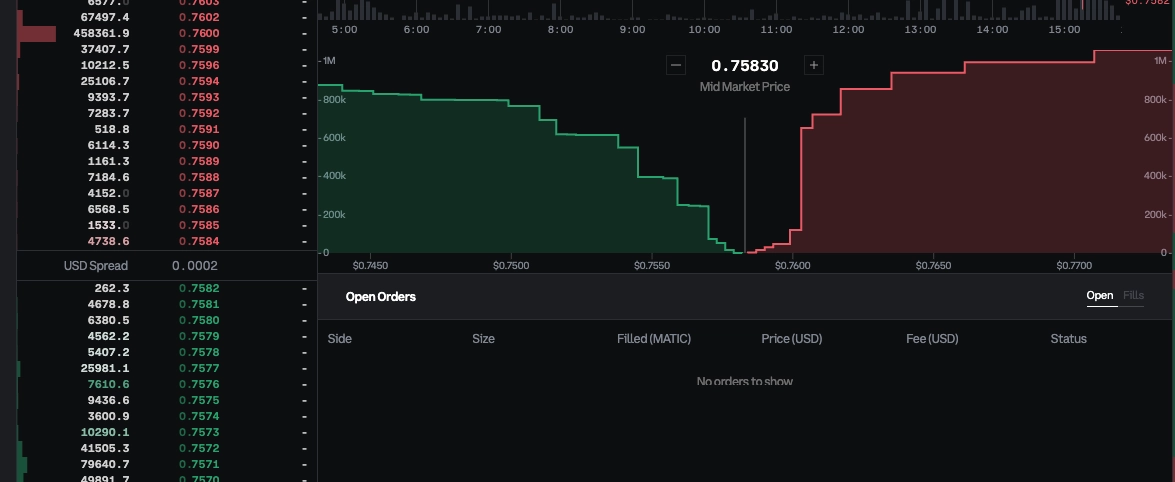 6577.0 0.7603
67497.4 0.7602 -
458361.9 0.7600 -
37407.7 0.7599 -
10212.5 0.7596 -
25106.7 0.7594 -
9393.7 0.7593 -
7283.7 0.7592 -
518.8 0.7591 -
6114.3 0.7590 -
1161.3 0.7589 -
7184.6 0.7588 -
4152.0 0.7587 -
6568.5 0.7586 -
1533.0 0.7585 -
4738.6 0.7584 -
USD Spread 0.0002
262.3 0.7582 -
4678.8 0.7581 -
6380.5 0.7580 -
4562.2 0.7579 -
5407.2 0.7578 -
25981.1 0.7577 -
7610.6 0.7576 -
9436.6 0.7575 -
3600.9 0.7574 -
10290.1 0.7573 -
41505.3 0.7572 -
79640.7 0.7571 -
49891.7 0.7570 -
$0.7582
5:00 6:00 7:00 8:00 9:00 10:00 11:00 12:00 13:00 14:00 15:00
- 0.75830 +
Mid Market Price
1M 1M
800k 800k
600k 600k
400k 400k
200k 200k
0 0
$0.7450 $0.7500 $0.7550 $0.7600 $0.7650 $0.7700
Open Orders Open Fills
Side Size Filled (MATIC) Price (USD) Fee (USD) Status
No orders to show